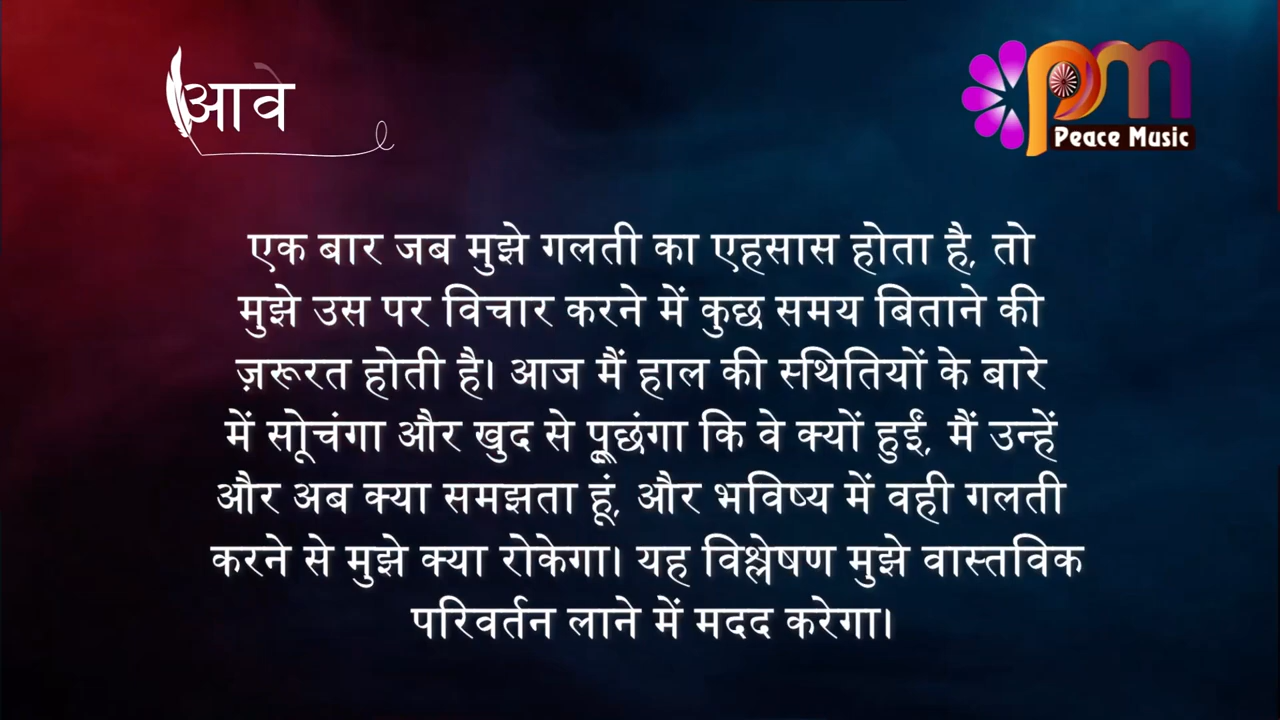 आवे
Peace Music
एक बार जब मुझे गलती का एहसास होता है, तो
मुझे उस पर विचार करने में कुछ समय बिताने की
ज़रूरत होती है। आज मैं हाल की स्थितियों के बारे
में सोचूंगा और खुद से पूछूंगा कि वे क्यों हुईं, मैं उन्हें
और अब क्या समझता हूं, और भविष्य में वही गलती
करने से मुझे क्या रोकेगा। यह विश्लेषण मुझे वास्तविक
परिवर्तन लाने में मदद करेगा।